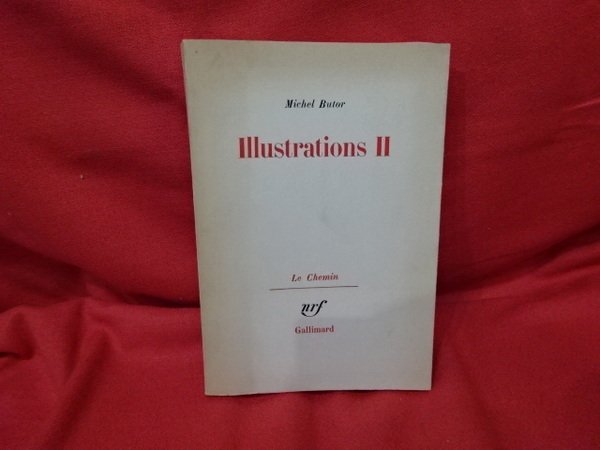 Michel Butor
Illustrations II
Le Chemin
nrf
Gallimard